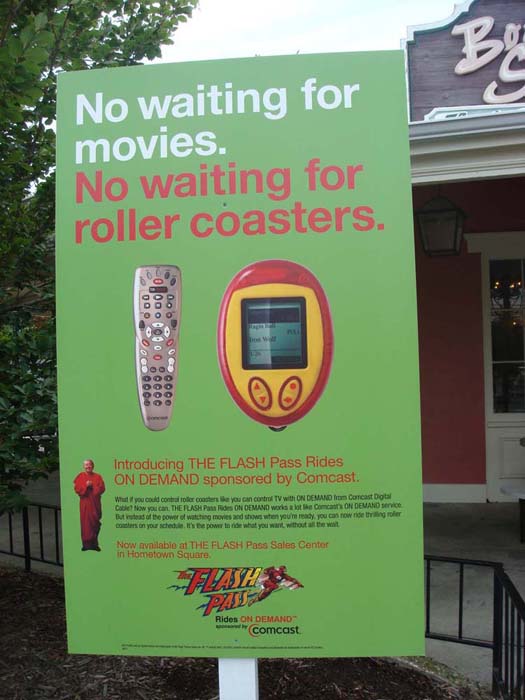 No waiting for
movies.
No waiting for
roller coasters.
Introducing THE FLASH Pass Rides
ON DEMAND sponsored by Comcast.
What if you could control roller coasters like you can control TV with ON DEMAND from Comcast Digital
Cable? Now you can. THE FLASH Pass Rides ON DEMAND works a lot like Comcast's ON DEMAND service.
But instead of the power of watching movies and shows when you're ready, you can now ride thrilling roller
coasters on your schedule. It's the power to ride what you want, without all the wait.
Now available at THE FLASH Pass Sales Center
in Hometown Square.
THE FLASH
PASS
Rides ON DEMAND™
sponsored by comcast.